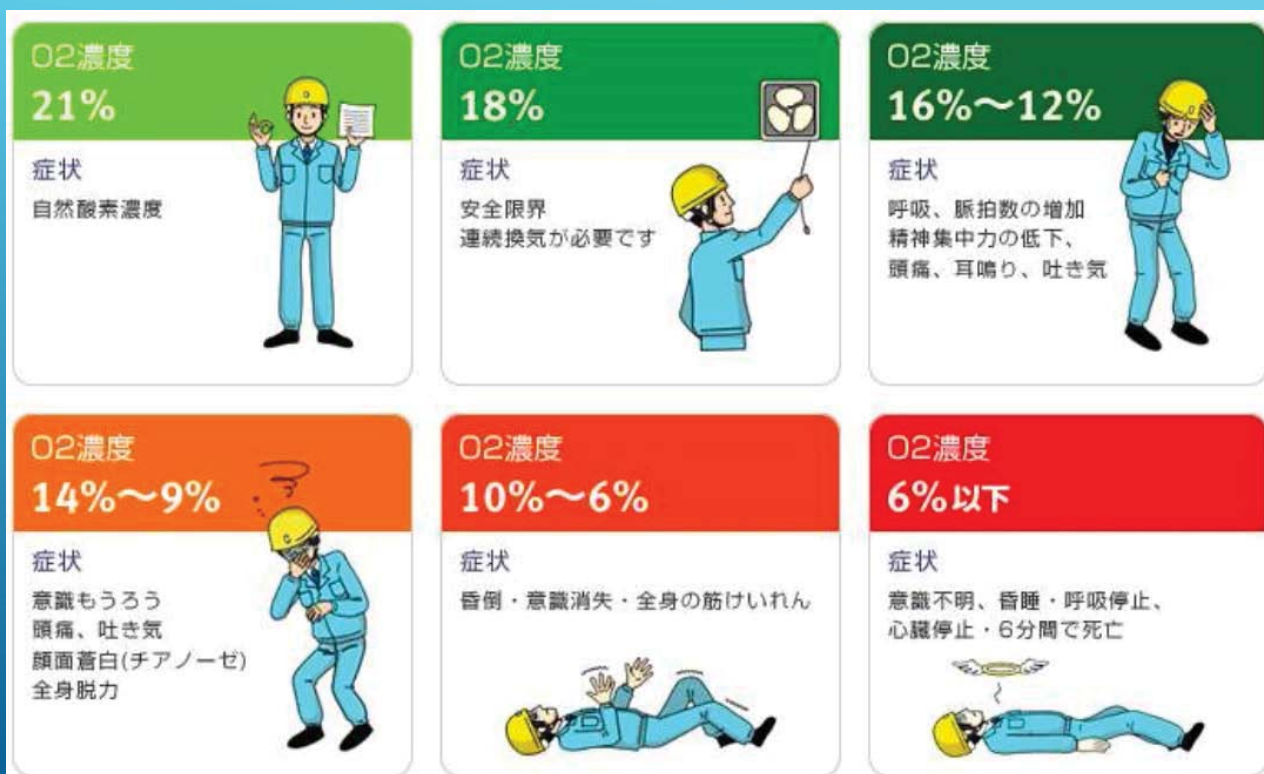 O2濃度
21%
症状
自然酸素濃度
O2濃度
18%
症状
安全限界
連続換気が必要です
O2濃度
16%～12%
症状
呼吸、脈拍数の増加
精神集中力の低下、
頭痛、耳鳴り、吐き気
O2濃度
14%～9%
症状
意識もうろう
頭痛、吐き気
顔面蒼白(チアノーゼ)
全身脱力
O2濃度
10%～6%
症状
昏倒・意識消失・全身の筋けいれん
O2濃度
6%以下
症状
意識不明、昏睡・呼吸停止、
心臓停止・6分間で死亡